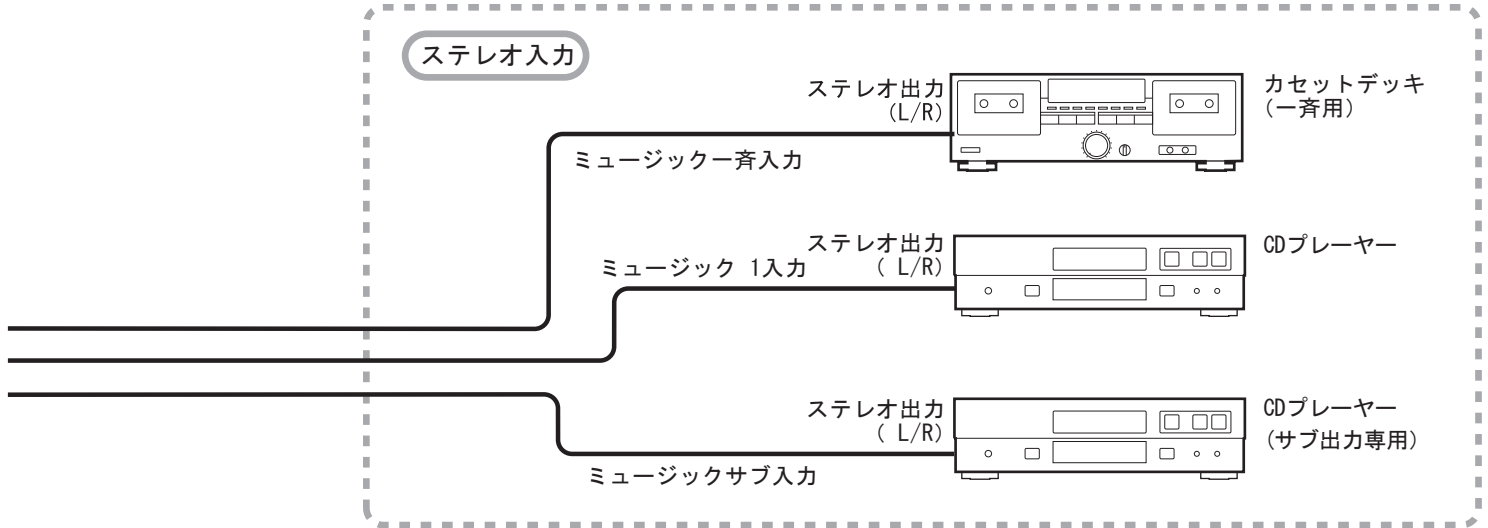 ステレオ入力
ステレオ出力
(L/R)
カセットデッキ
(一斉用)
ミュージック一斉入力
ステレオ出力
( L/R)
CDプレーヤー
ミュージック 1入力
ステレオ出力
( L/R)
CDプレーヤー
(サブ出力専用)
ミュージックサブ入力